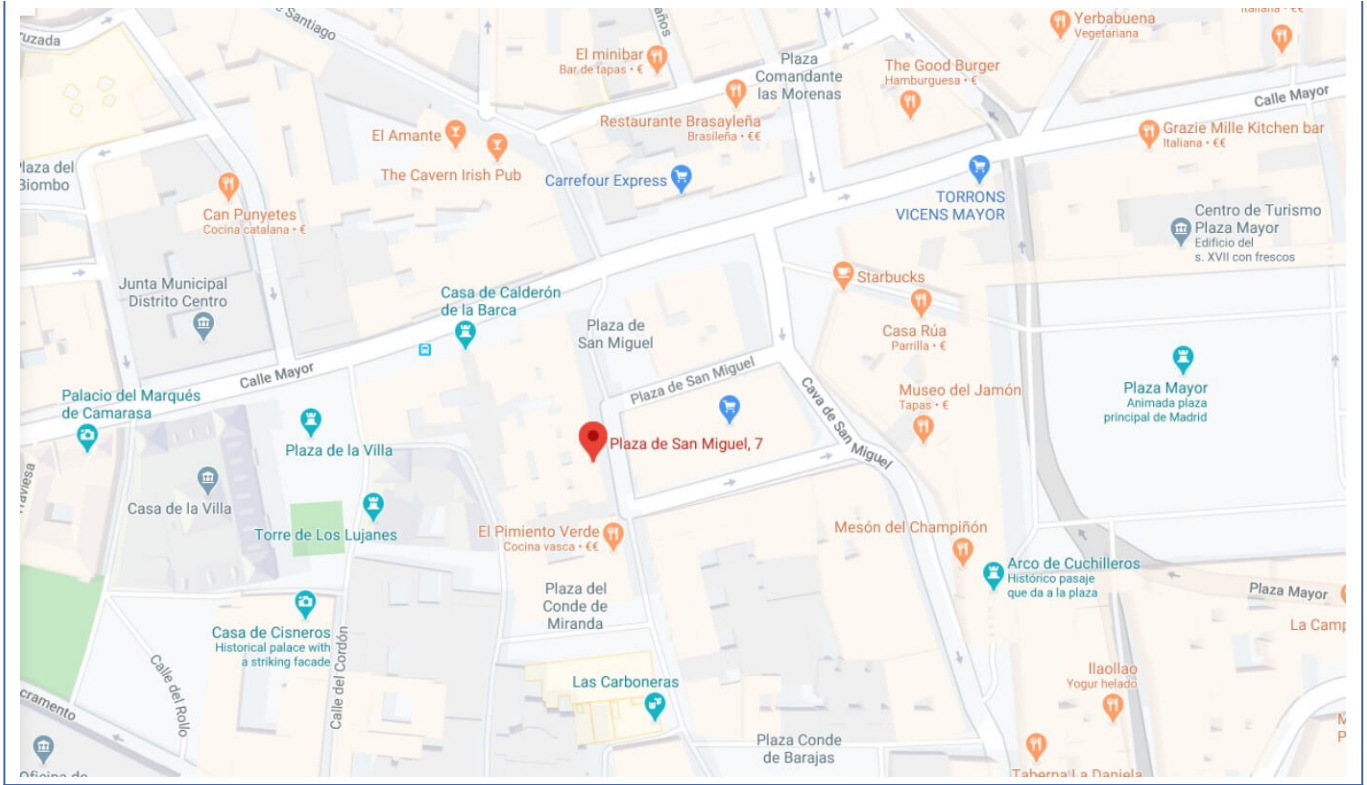 ruzada
Santiago
Yerbabuena
Vegetariana
Italiana • €€
El minibar
Bar de tapas • €
Plaza
Comandante
las Morenas
The Good Burger
Hamburguesa • €
Calle Mayor
Restaurante Brasayleña
Brasileña • €€
El Amante
Grazie Mille Kitchen bar
Italiana • €€
Plaza del
Biombo
The Cavern Irish Pub
Carrefour Express
TORRONS
VICENS MAYOR
Can Punyetes
Cocina catalana • €
Centro de Turismo
Plaza Mayor
Edificio del
s. XVII con frescos
Junta Municipal
Distrito Centro
Casa de Calderón
de la Barca
Starbucks
Plaza de
San Miguel
Casa Rúa
Parrilla • €
Calle Mayor
Plaza de San Miguel
Palacio del Marqués
de Camarasa
Cava de San Miguel
Museo del Jamón
Tapas • €
Plaza Mayor
Animada plaza
principal de Madrid
Plaza de la Villa
Plaza de San Miguel, 7
Casa de la Villa
Torre de Los Lujanes
El Pimiento Verde
Cocina vasca • €€
Mesón del Champiñón
Arco de Cuchilleros
Histórico pasaje
que da a la plaza
Plaza del
Conde de
Miranda
Plaza Mayor
La Camp
Casa de Cisneros
Historical palace with
a striking facade
Calle del Cordón
Calle del Rollo
Las Carboneras
llaollao
Yogur helado
cramento
Plaza Conde
de Barajas
Oficina de
Taberna La Daniela